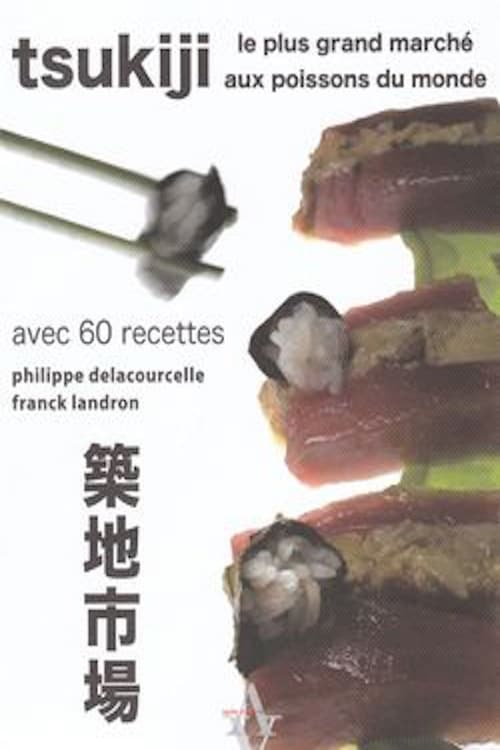 tsukiji
le plus grand marché
aux poissons du monde
avec 60 recettes
philippe delacourcelle
franck landron
築地市場